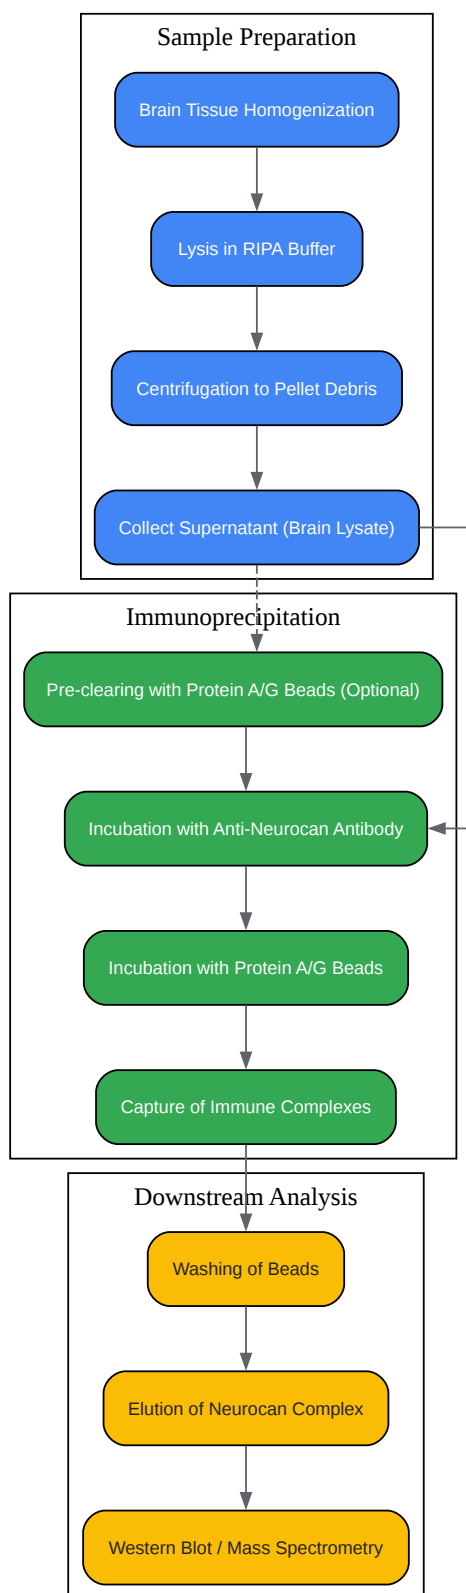 Sample Preparation
Brain Tissue Homogenization
Lysis in RIPA Buffer
Centrifugation to Pellet Debris
Collect Supernatant (Brain Lysate)
Immunoprecipitation
Pre-clearing with Protein A/G Beads (Optional)
Incubation with Anti-Neurocan Antibody
Incubation with Protein A/G Beads
Capture of Immune Complexes
Downstream Analysis
Washing of Beads
Elution of Neurocan Complex
Western Blot / Mass Spectrometry